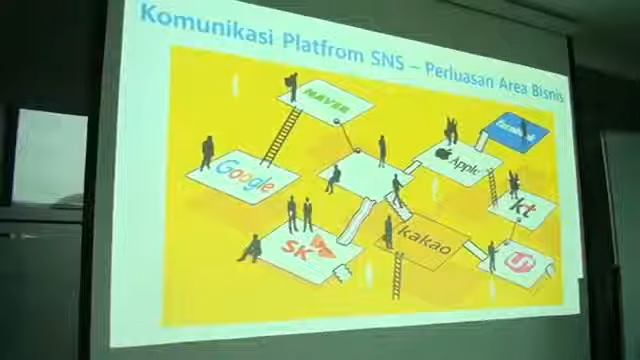 Komunikasi Platfrom SNS – Perluasan Area Bisnis
NAVER
facebook
Google
Apple
kt
SK
kakao